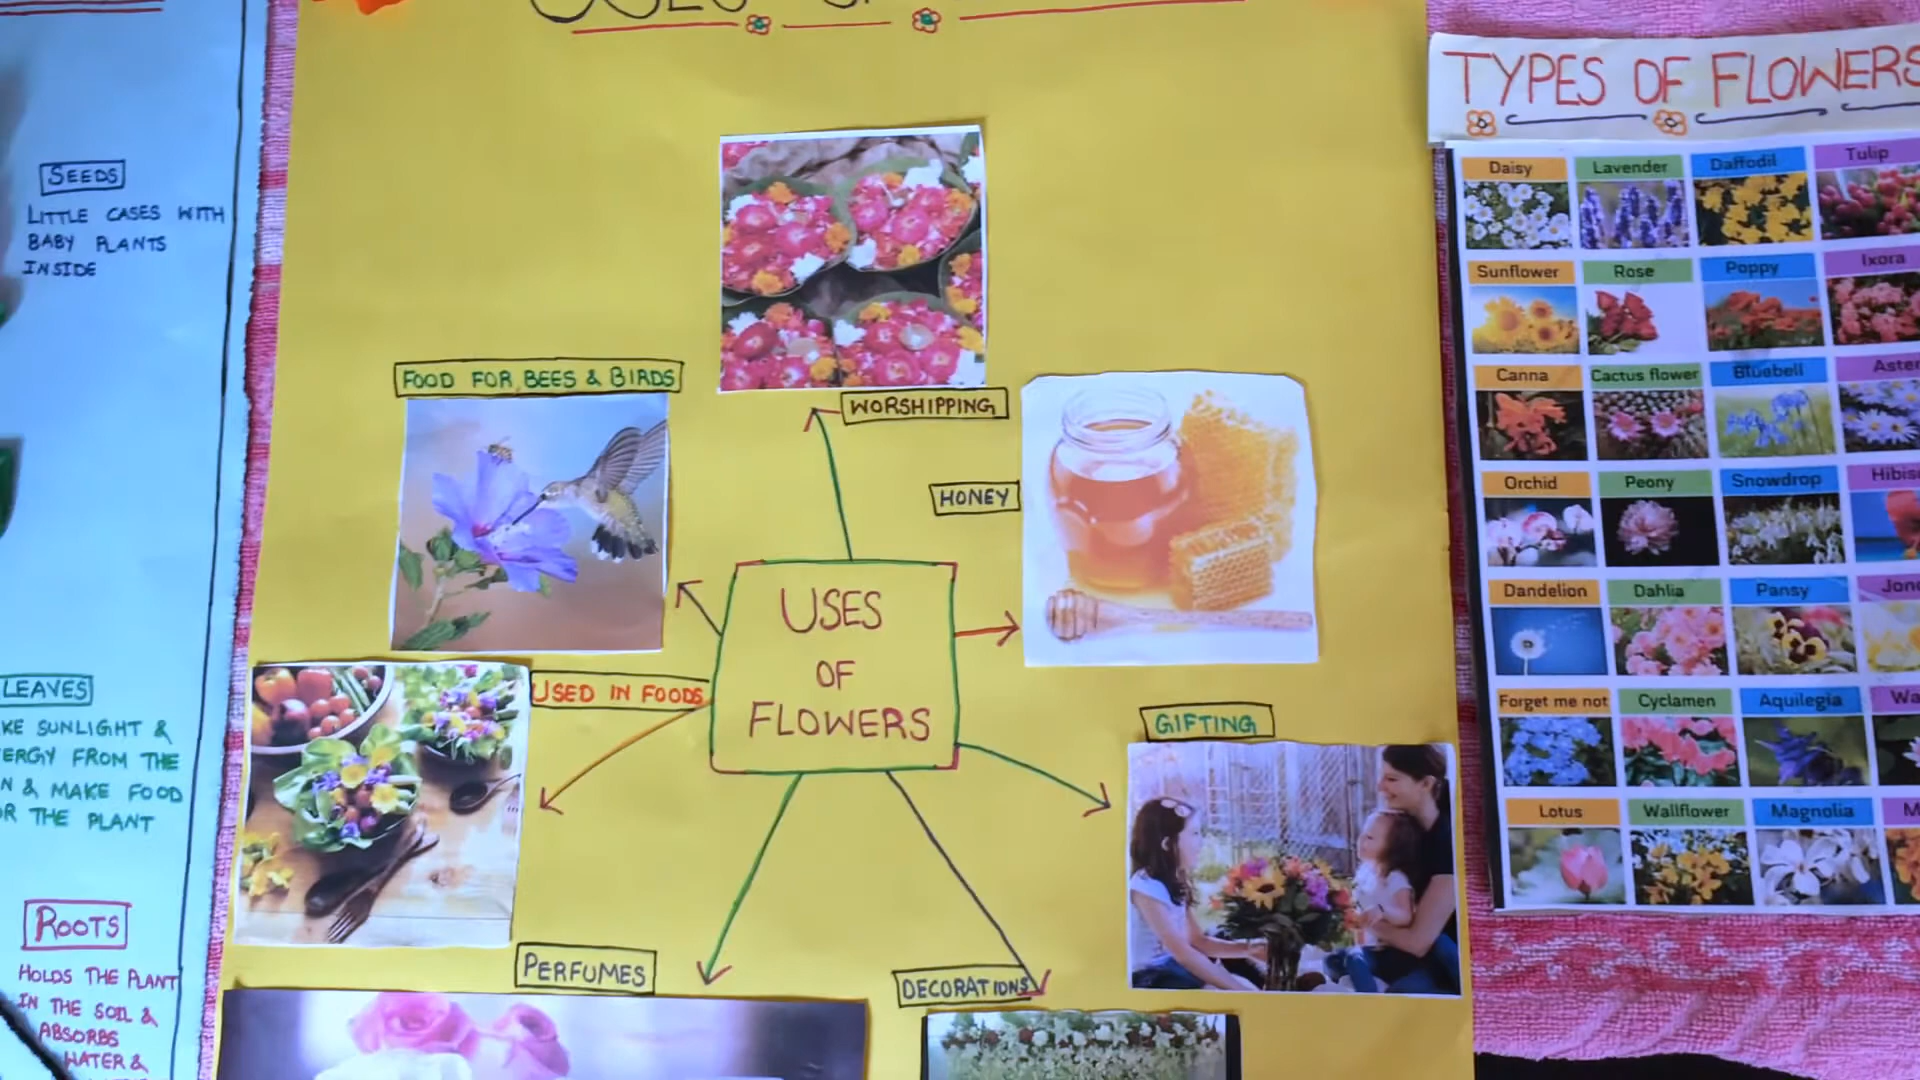 SEEDS
LITTLE CASES WITH
BABY PLANTS
INSIDE
LEAVES
SUNLIGHT &
FROM THE
& MAKE FOOD
THE PLANT
ROOTS
HOLDS THE PLANT
IN THE SOIL &
ABSORBS
WATER &
USES
FOOD FOR BEES & BIRDS
WORSHIPPING
HONEY
USES
OF
FLOWERS
USED IN FOODS
GIFTING
PERFUMES
DECORATIONS
TYPES OF FLOWERS
Daisy Lavender Daffodil Tulip
Sunflower Rose Poppy Ixora
Canna Cactus flower Bluebell Aster
Orchid Peony Snowdrop
Dandelion Dahlia Pansy
Forget me not Cyclamen Aquilegia
Lotus Wallflower Magnolia